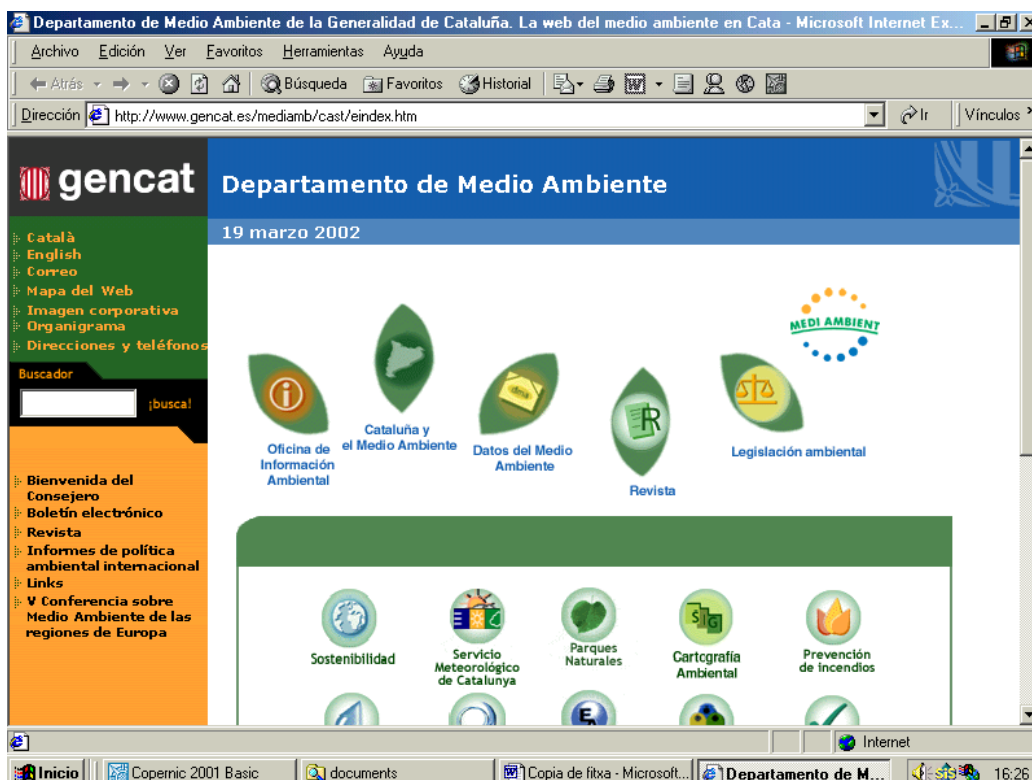 Departamento de Medio Ambiente de la Generalidad de Cataluña. La web del medio ambiente en Cata - Microsoft Internet Ex...
Archivo Edición Ver Favoritos Herramientas Ayuda
Atrás Búsqueda Favoritos Historial
Dirección http://www.gencat.es/mediamb/cast/eindex.htm Ir Vínculos
gencat
Departamento de Medio Ambiente
19 marzo 2002
Català
English
Correo
Mapa del Web
Imagen corporativa
Organigrama
Direcciones y teléfonos
Buscador
¡busca!
Bienvenida del
Consejero
Boletín electrónico
Revista
Informes de política
ambiental internacional
Links
V Conferencia sobre
Medio Ambiente de las
regiones de Europa
MEDI AMBIENT
Oficina de
Información
Ambiental
Cataluña y
el Medio Ambiente
dma
Datos del Medio
Ambiente
R
Revista
Legislación ambiental
Sostenibilidad
Servicio
Meteorológico
de Catalunya
Parques
Naturales
SIG
Cartografía
Ambiental
Prevención
de incendios
Internet
Inicio
Copernic 2001 Basic
documents
Copia de fitxa - Microsoft...
Departamento de M...
16:26